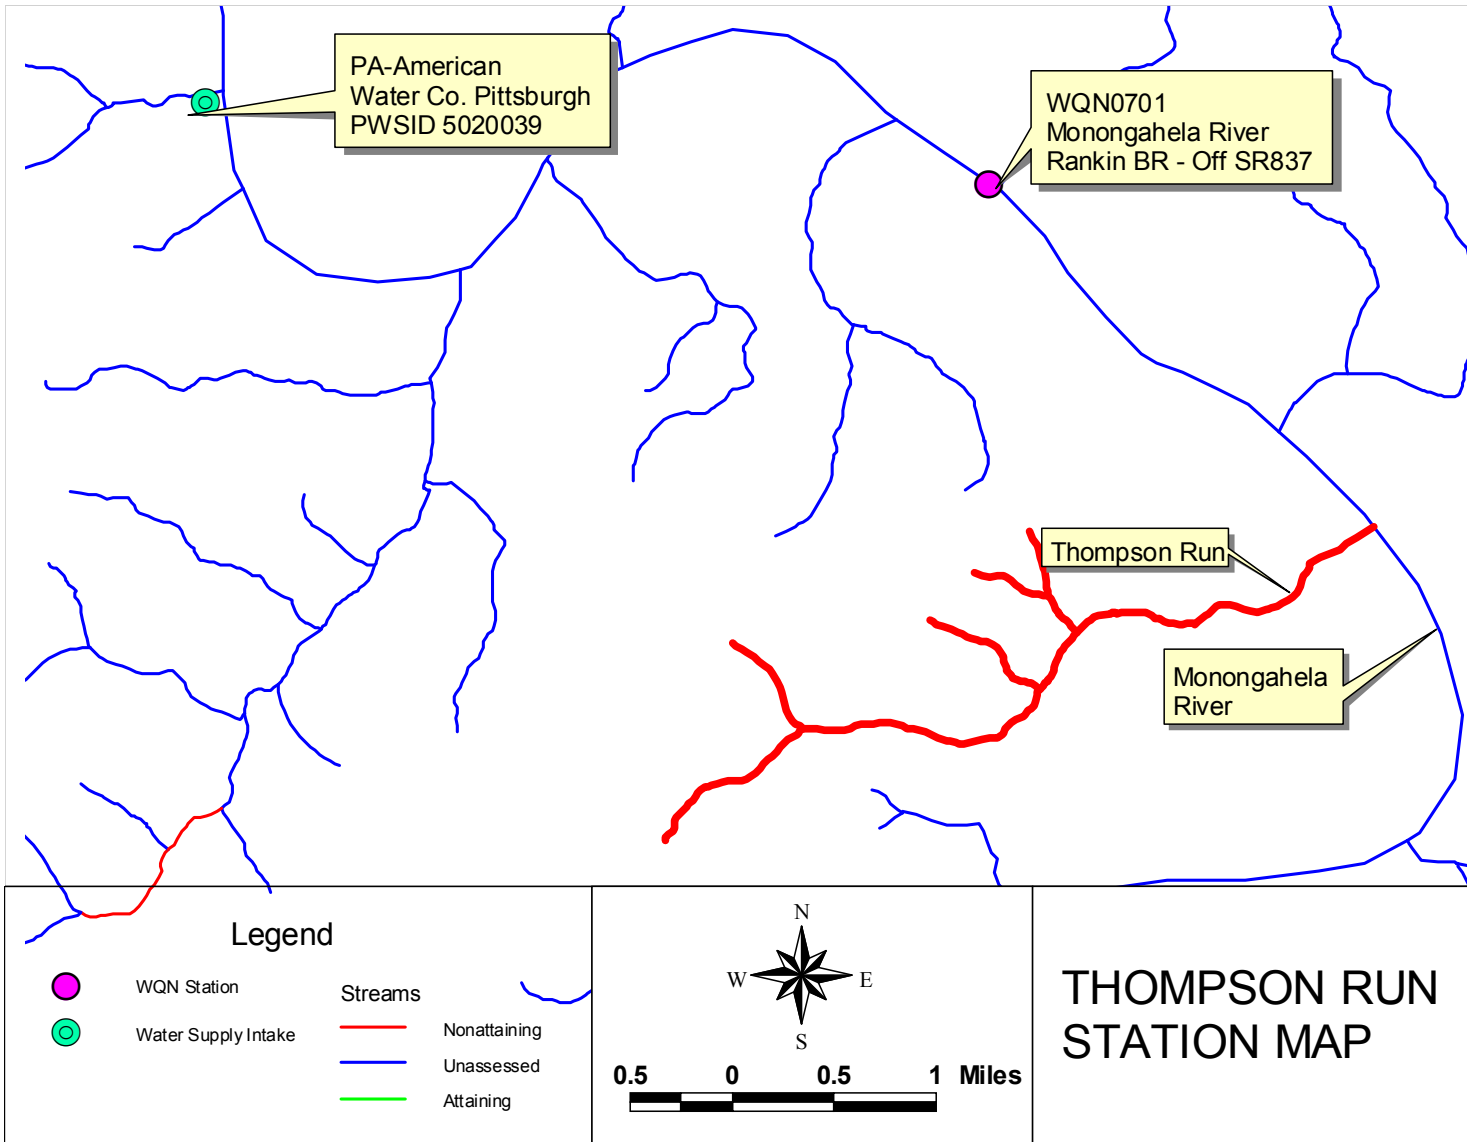 PA-American
Water Co. Pittsburgh
PWSID 5020039
WQN0701
Monongahela River
Rankin BR - Off SR837
Thompson Run
Monongahela
River
Legend
WQN Station
Water Supply Intake
Streams
Nonattaining
Unassessed
Attaining
N
W E
S
0.5 0 0.5 1 Miles
THOMPSON RUN
STATION MAP